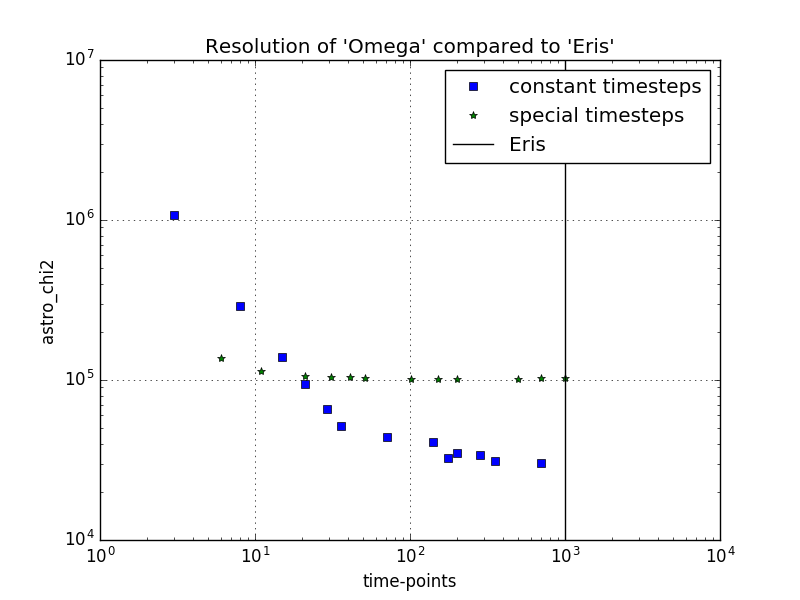 Resolution of 'Omega' compared to 'Eris'
constant timesteps
special timesteps
Eris
astro_chi2
10^7
10^6
10^5
10^4
10^0 10^1 10^2 10^3 10^4
time-points